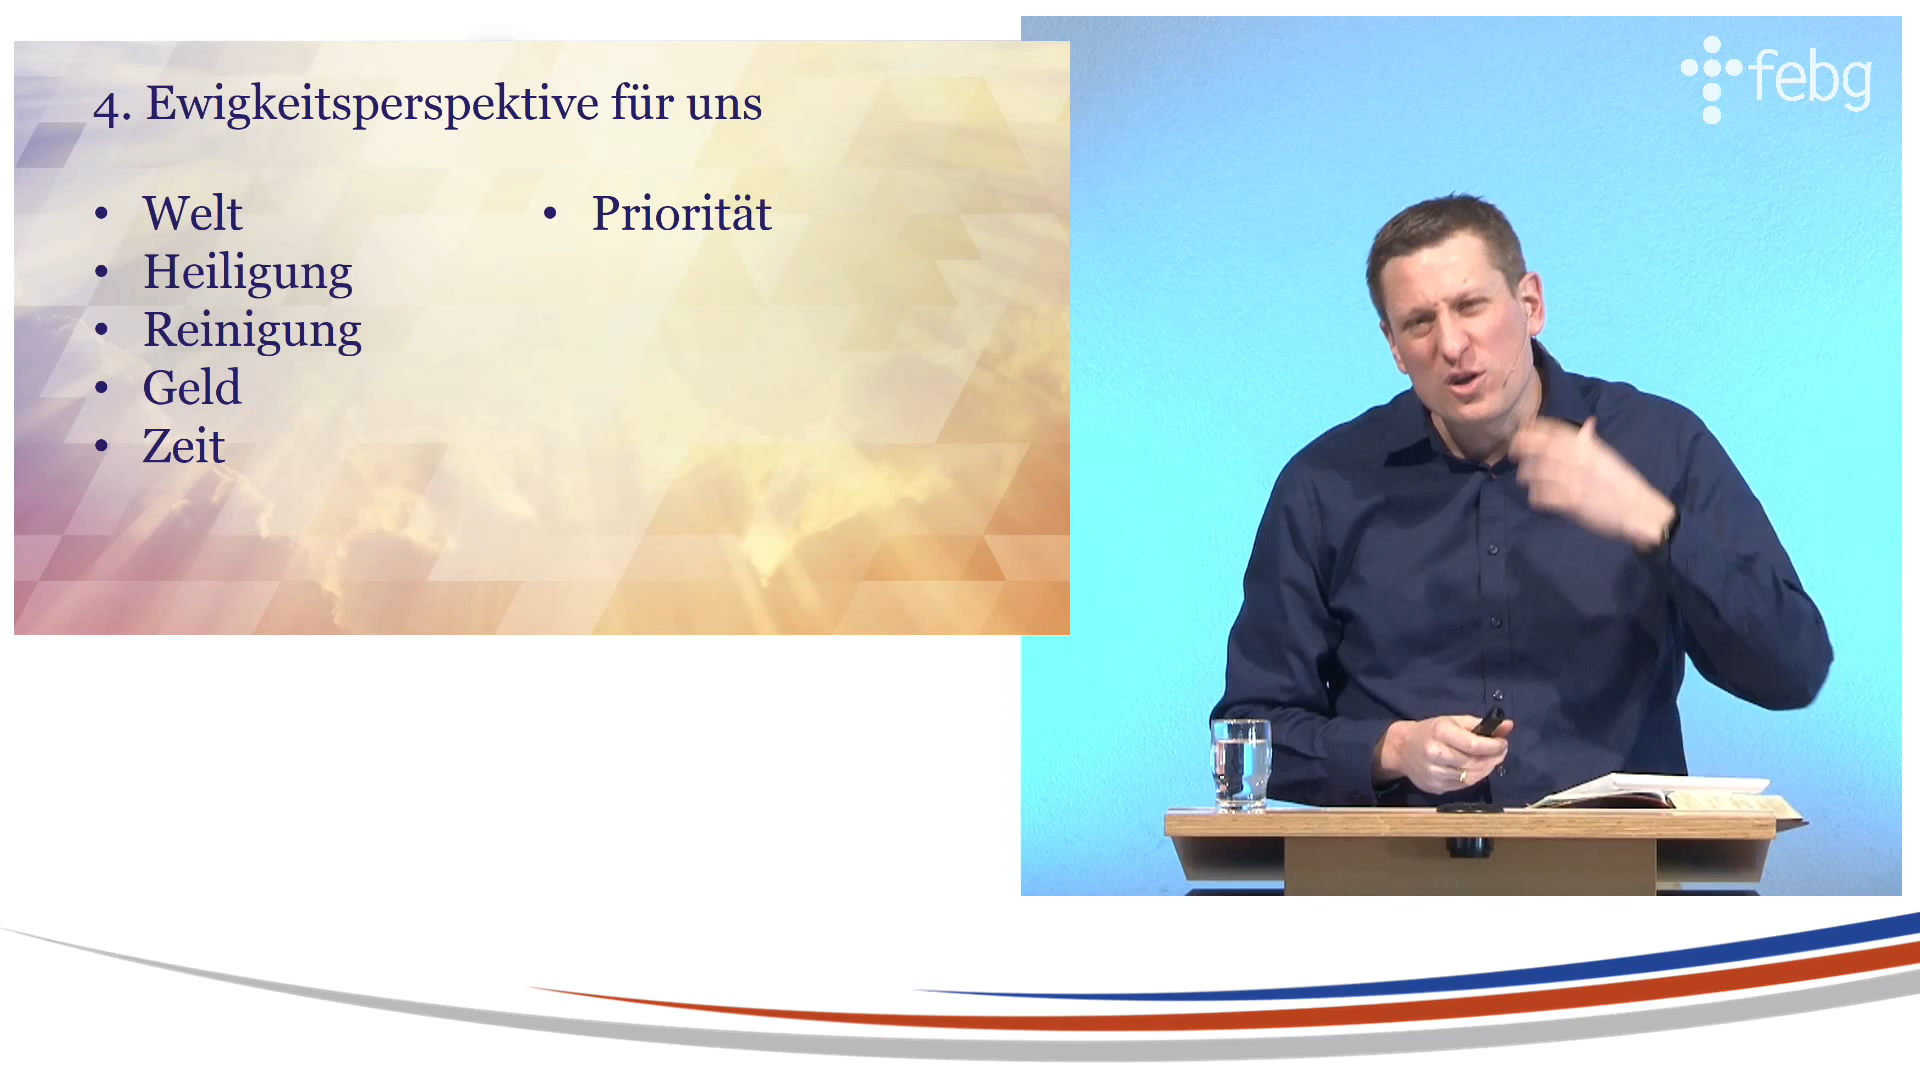 4. Ewigkeitsperspektive für uns
• Welt
• Heiligung
• Reinigung
• Geld
• Zeit
• Priorität
febg